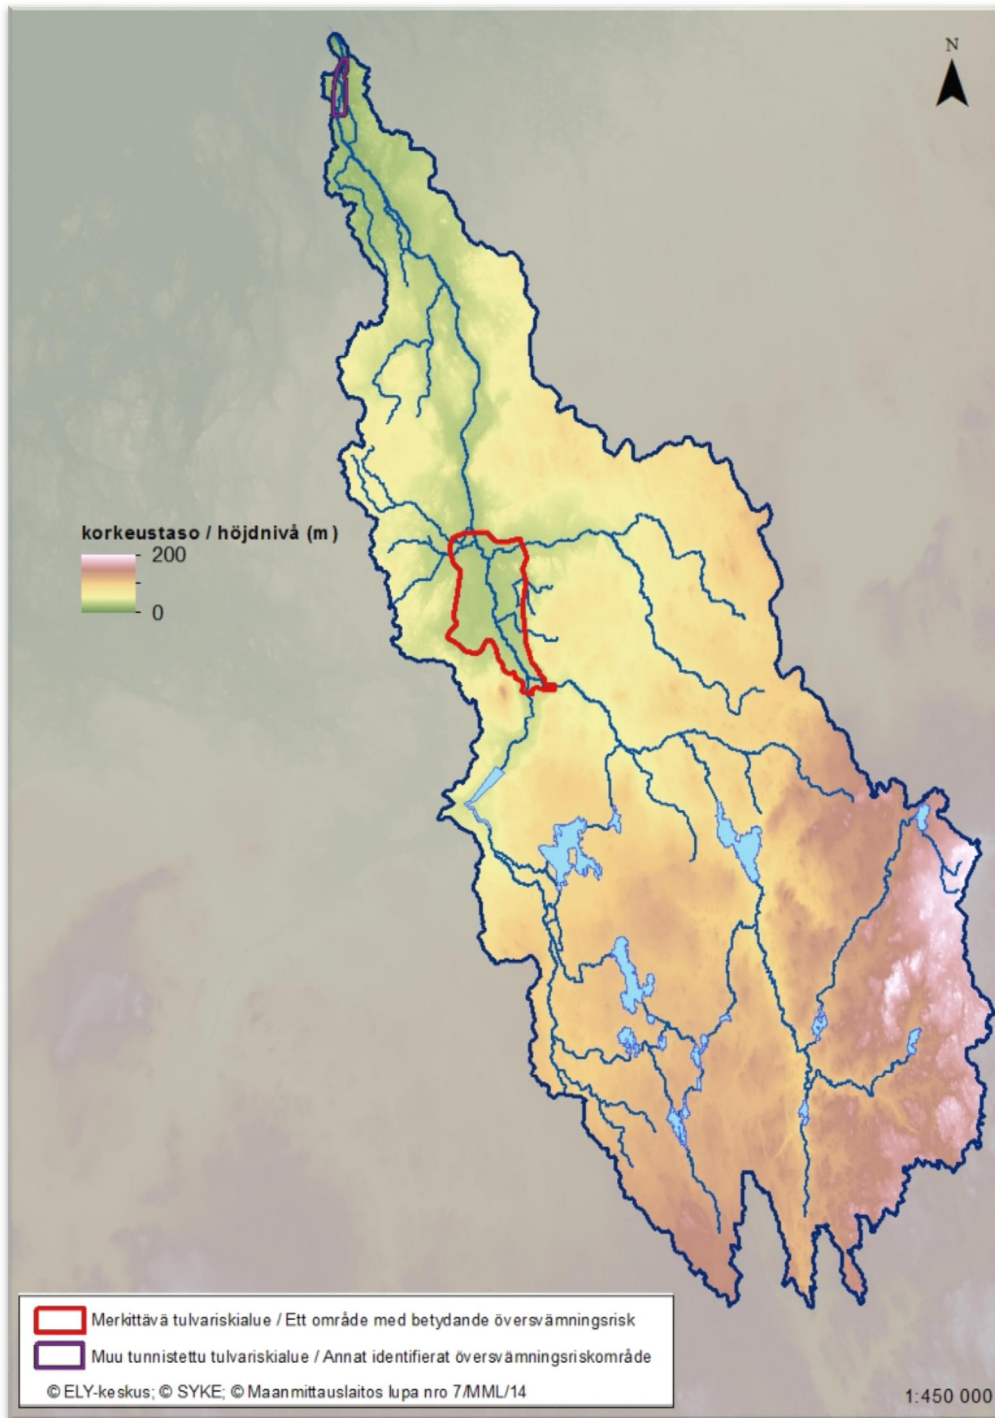 N
korkeustaso / höjdnivå (m)
200
0
Merkittävä tulvariskialue / Ett område med betydande översvämningsrisk
Muu tunnistettu tulvariskialue / Annat identifierat översvämningsriskområde
© ELY-keskus; © SYKE; © Maanmittauslaitos lupa nro 7/MML/14
1:450 000